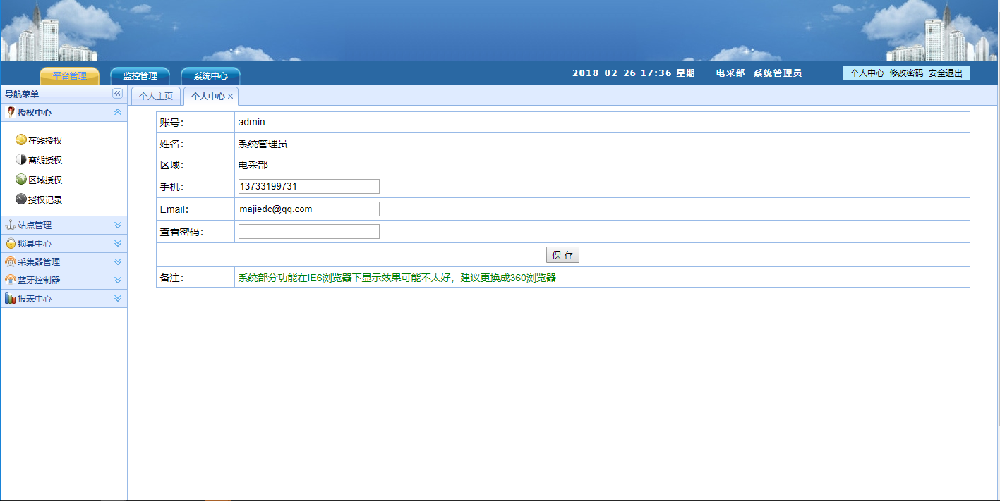 平台管理 监控管理 系统中心 2018-02-26 17:36 星期一 电采部 系统管理员 个人中心 修改密码 安全退出
导航菜单
个人主页 个人中心
授权中心
在线授权
离线授权
区域授权
授权记录
站点管理
锁具中心
采集器管理
蓝牙控制器
报表中心
账号： admin
姓名： 系统管理员
区域： 电采部
手机： 13733199731
Email： majiedc@qq.com
查看密码：
保 存
备注： 系统部分功能在IE6浏览器下显示效果可能不太好，建议更换成360浏览器